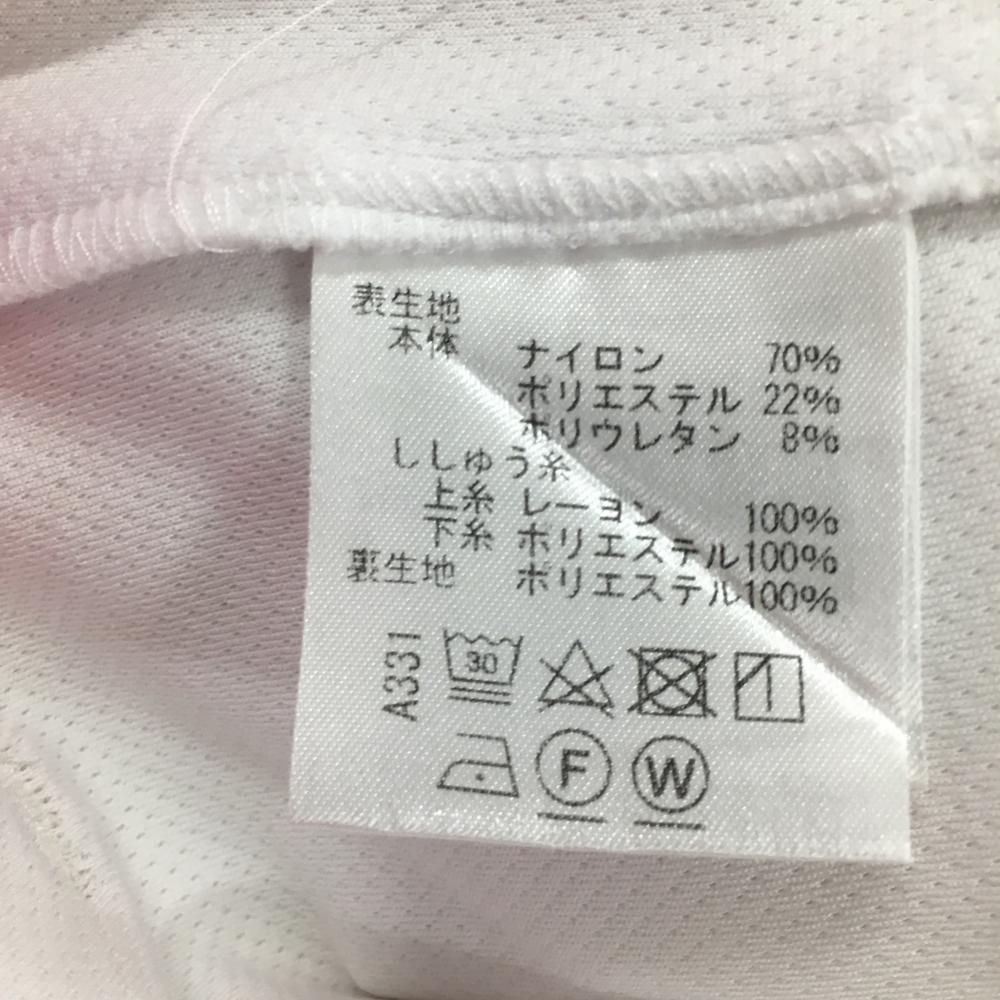 表生地
本体
ナイロン 70%
ポリエステル 22%
ポリウレタン 8%
ししゅう糸
上糸 レーヨン 100%
下糸 ポリエステル100%
裏生地 ポリエステル100%
A331
30
F W